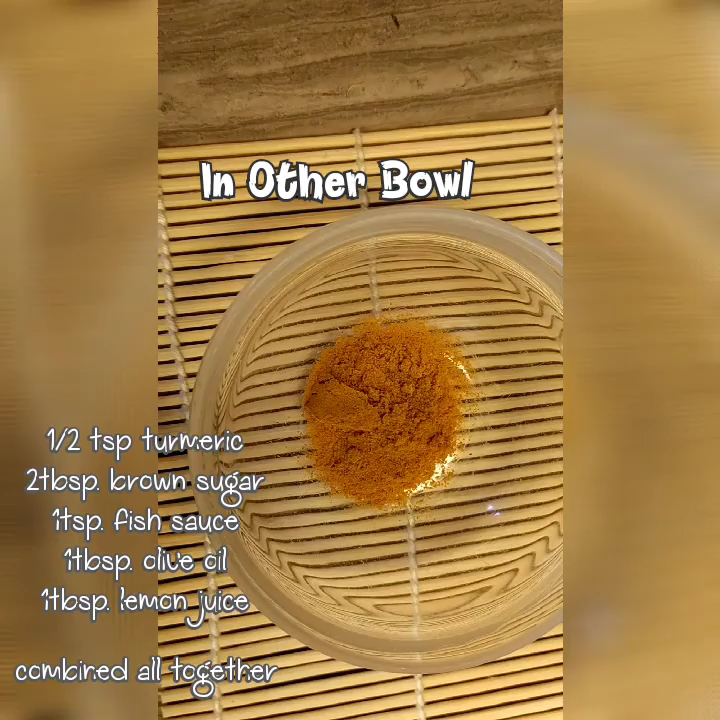 In Other Bowl
1/2 tsp turmeric
2tbsp. brown sugar
1tsp. fish sauce
1tbsp. olive oil
1tbsp. lemon juice
combined all together